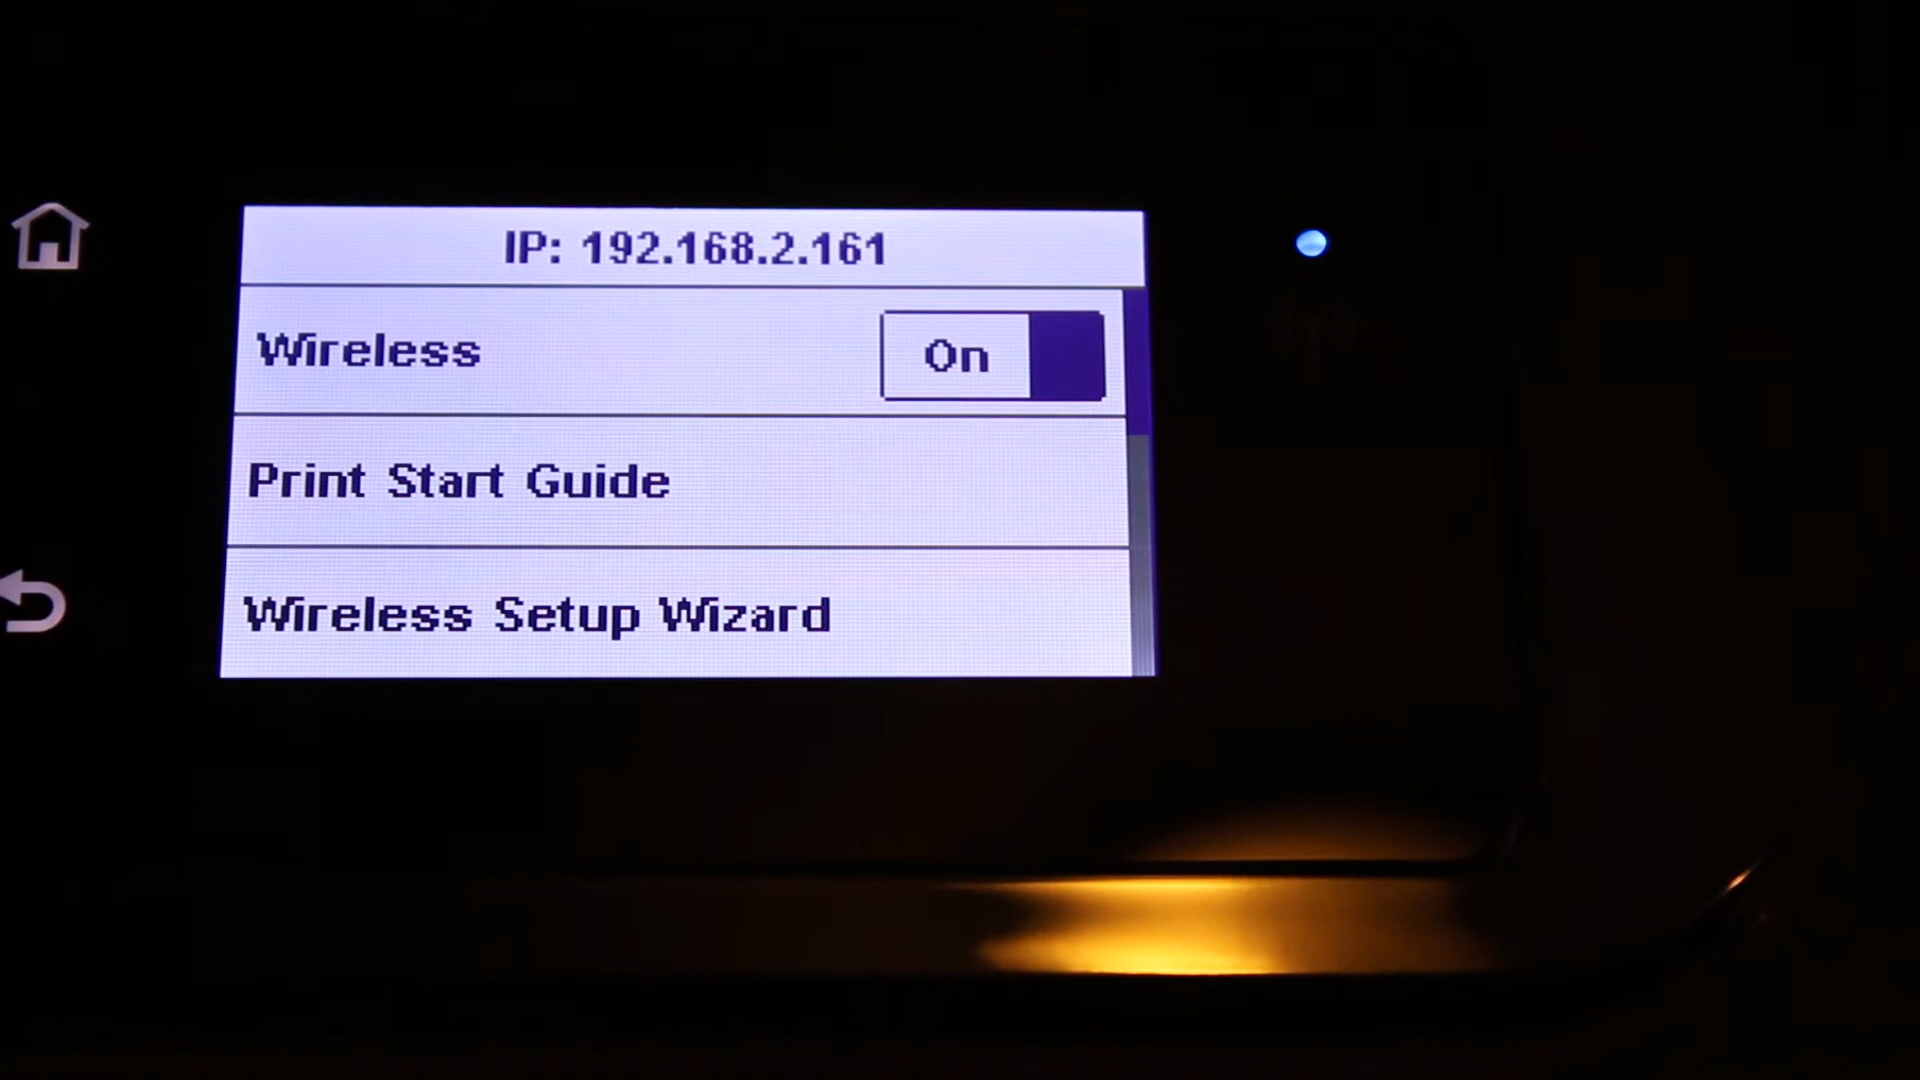 IP: 192.168.2.161
Wireless
On
Print Start Guide
Wireless Setup Wizard